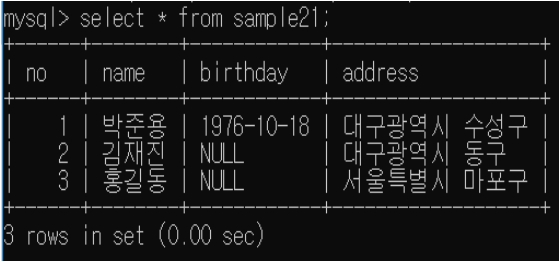 mysql> select * from sample21;
+------+--------+------------+-------------------+
| no | name | birthday | address |
+------+--------+------------+-------------------+
| 1 | 박준용 | 1976-10-18 | 대구광역시 수성구 |
| 2 | 김재진 | NULL | 대구광역시 동구 |
| 3 | 홍길동 | NULL | 서울특별시 마포구 |
+------+--------+------------+-------------------+
3 rows in set (0.00 sec)